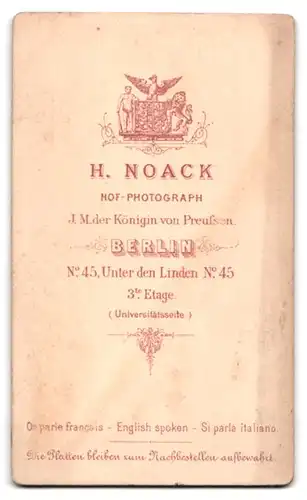 H. NOACK
HOF-PHOTOGRAPH
J. M. der Königin von Preußen.
BERLIN
No. 45, Unter den Linden No. 45
3te Etage.
(Universitätsseite)
On parle français - English spoken - Si parla italiano.
Die Platten bleiben zum Nachbestellen aufbewahrt.